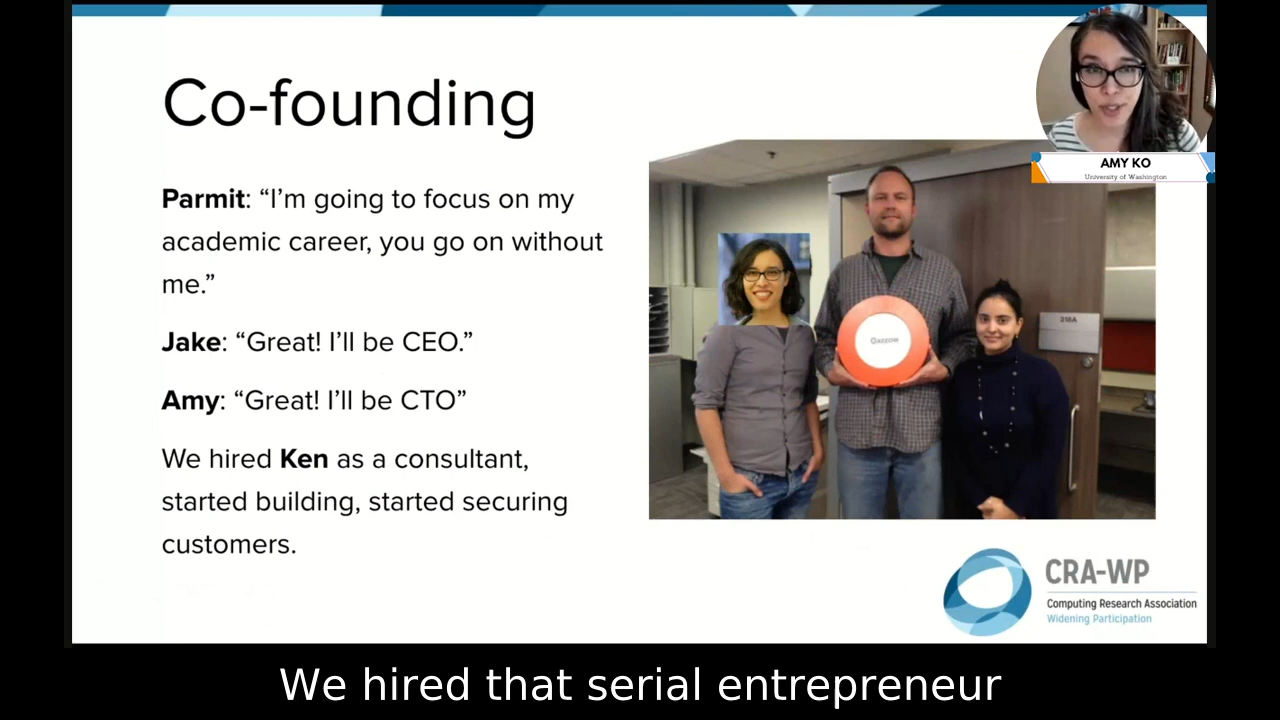 Co-founding
AMY KO
University of Washington
Parmit: “I’m going to focus on my
academic career, you go on without
me.”
Jake: “Great! I’ll be CEO.”
Amy: “Great! I’ll be CTO”
We hired Ken as a consultant,
started building, started securing
customers.
318A
CRA-WP
Computing Research Association
Widening Participation
We hired that serial entrepreneur